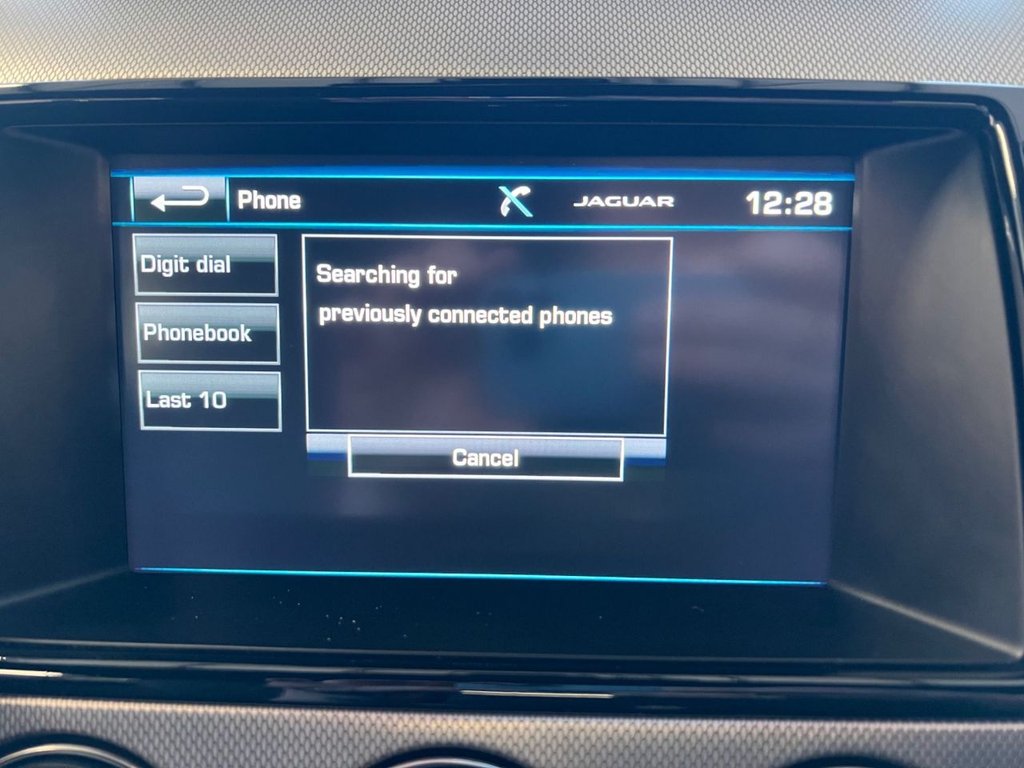 Phone
JAGUAR
12:28
Digit dial
Phonebook
Last 10
Searching for
previously connected phones
Cancel